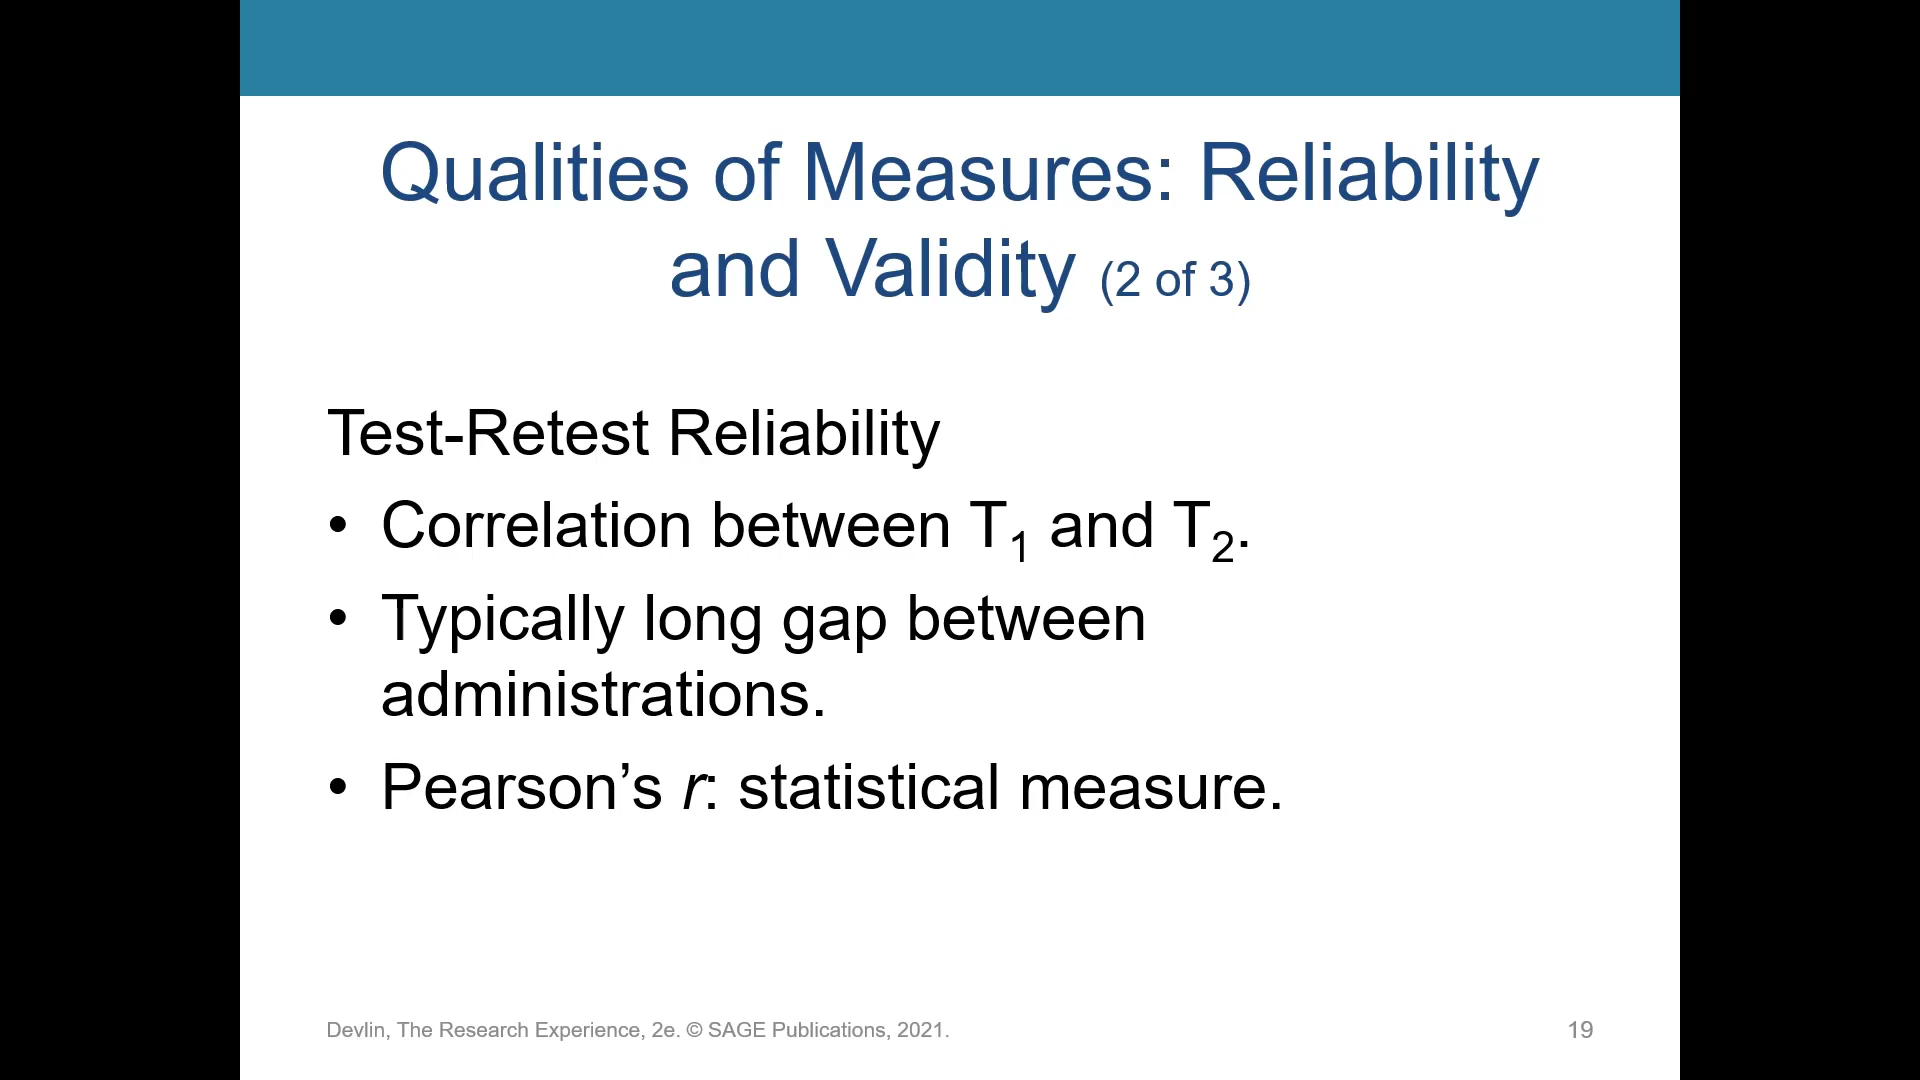 Qualities of Measures: Reliability
and Validity (2 of 3)
Test-Retest Reliability
• Correlation between T₁ and T₂.
• Typically long gap between
administrations.
• Pearson’s r: statistical measure.
Devlin, The Research Experience, 2e. © SAGE Publications, 2021.
19